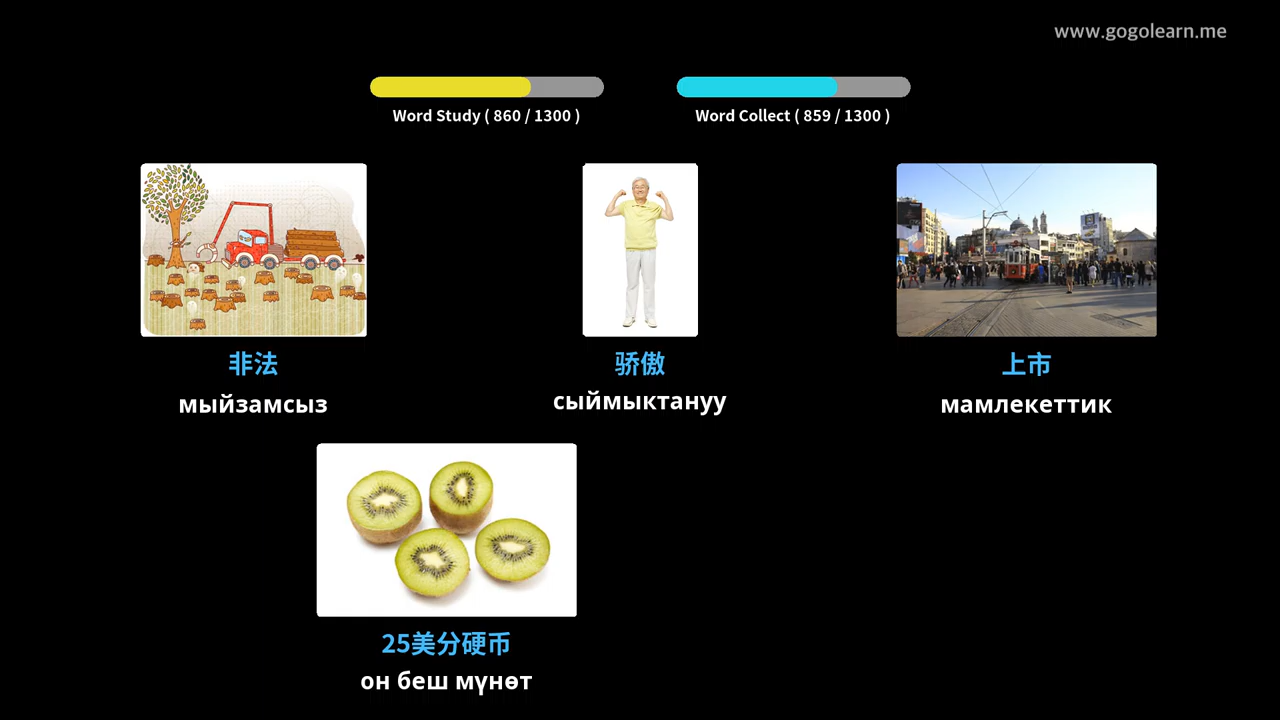 www.gogolearn.me
Word Study ( 860 / 1300 )
Word Collect ( 859 / 1300 )
非法
мыйзамсыз
骄傲
сыймыктануу
上市
мамлекеттик
25美分硬币
он беш мүнөт